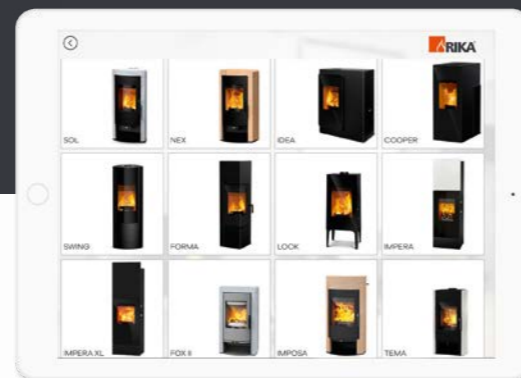 RIKA
SOL
NEX
IDEA
COOPER
SWING
FORMA
LOOK
IMPERA
IMPERA XL
FOX II
IMPOSA
TEMA